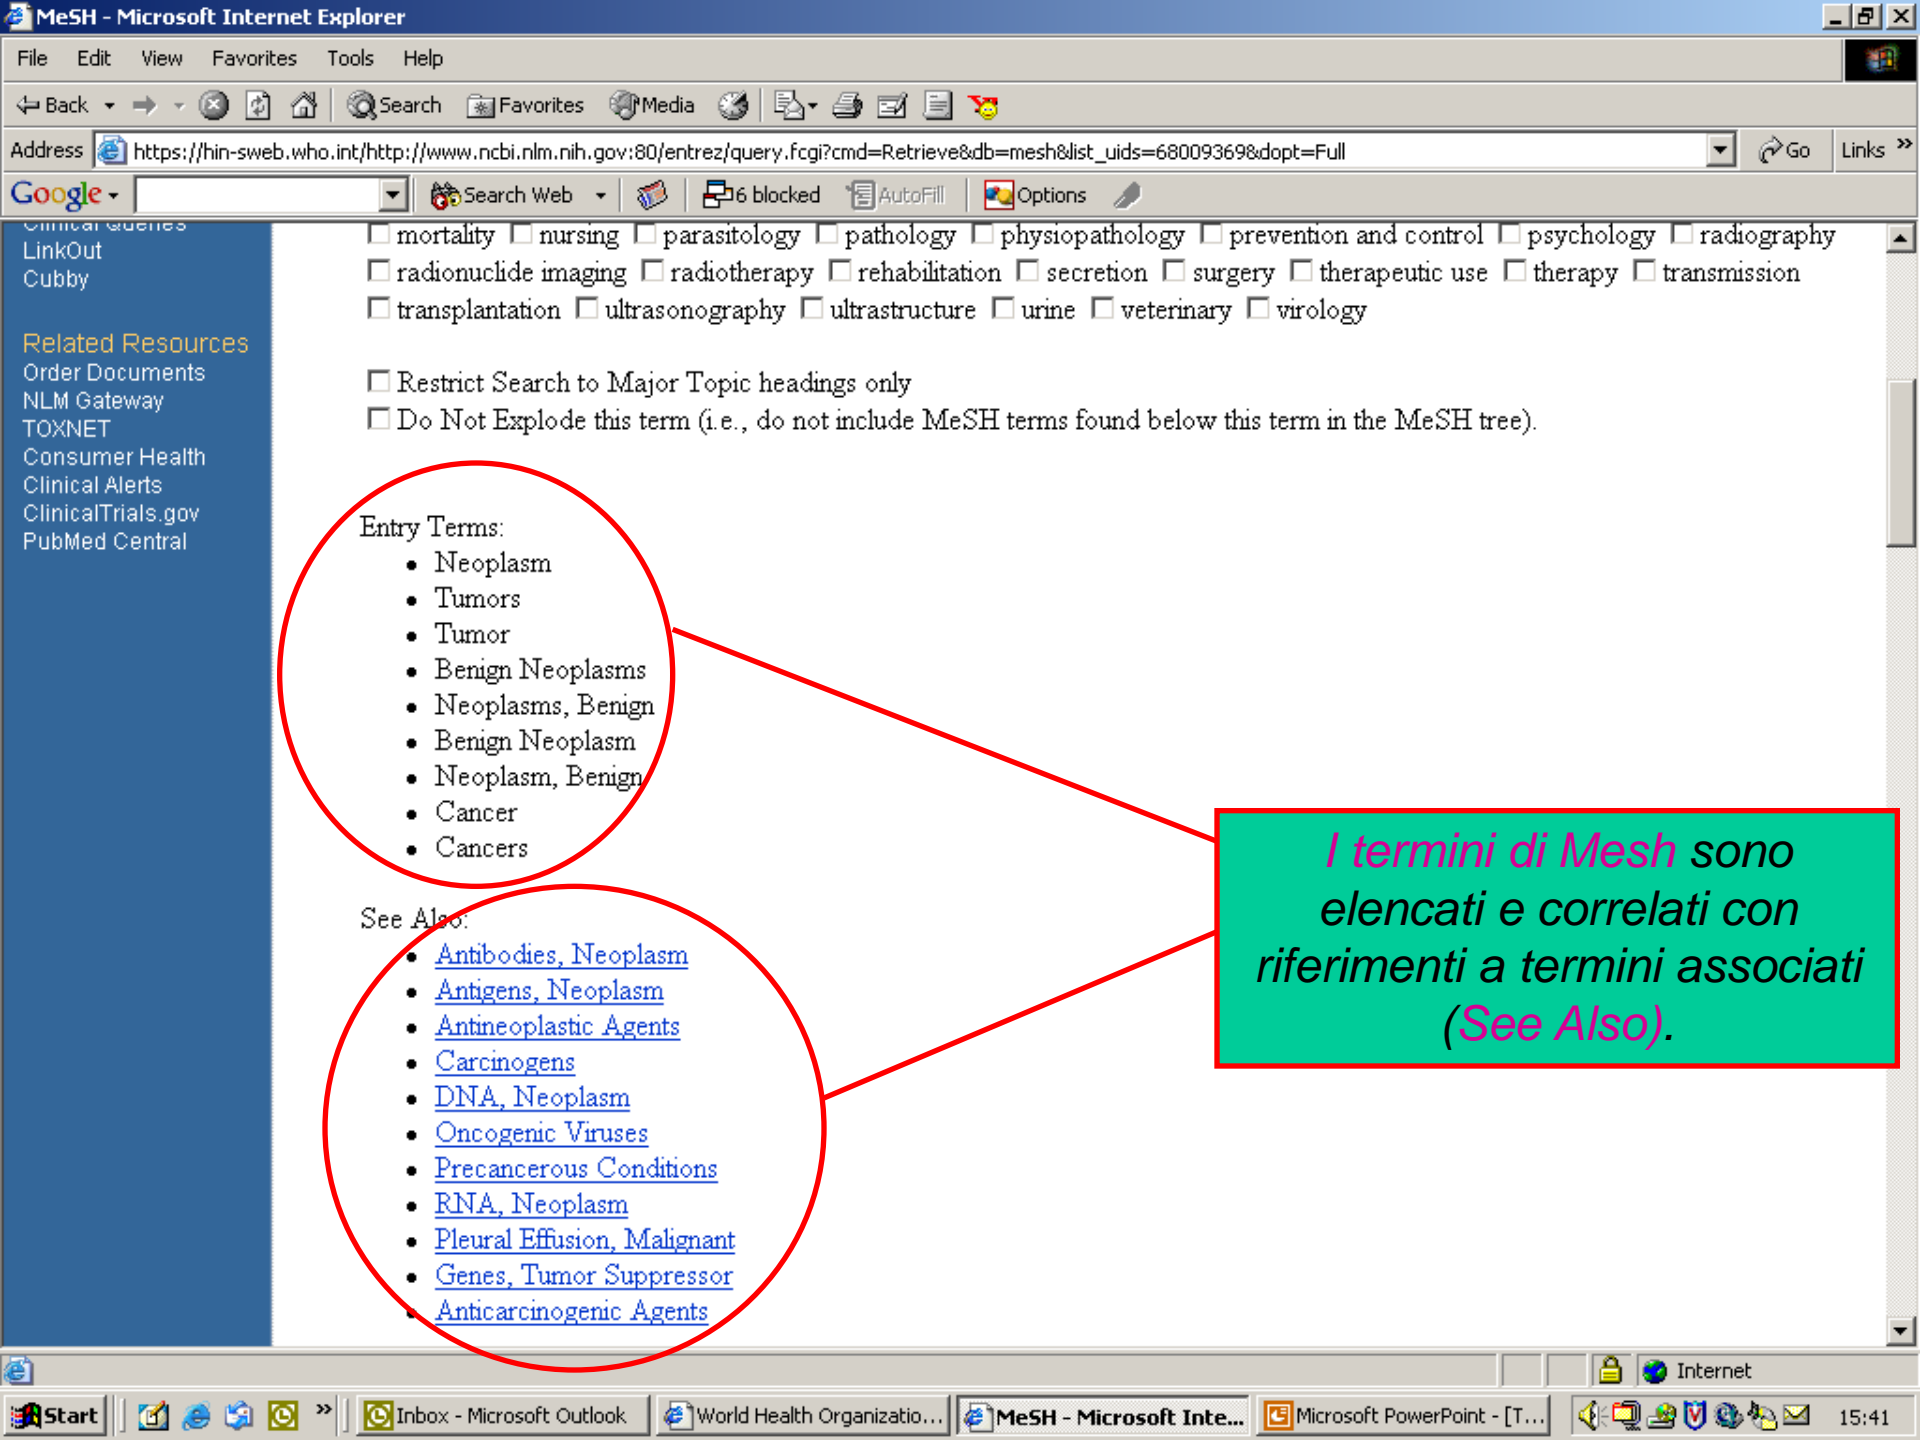 MeSH - Microsoft Internet Explorer
File Edit View Favorites Tools Help
Back Search Favorites Media
Address https://hin-sweb.who.int/http://www.ncbi.nlm.nih.gov:80/entrez/query.fcgi?cmd=Retrieve&db=mesh&list_uids=68009369&dopt=Full Go Links »
Google Search Web 6 blocked AutoFill Options
Clinical Queries
LinkOut
Cubby
Related Resources
Order Documents
NLM Gateway
TOXNET
Consumer Health
Clinical Alerts
ClinicalTrials.gov
PubMed Central
mortality nursing parasitology pathology physiopathology prevention and control psychology radiography
radionuclide imaging radiotherapy rehabilitation secretion surgery therapeutic use therapy transmission
transplantation ultrasonography ultrastructure urine veterinary virology
Restrict Search to Major Topic headings only
Do Not Explode this term (i.e., do not include MeSH terms found below this term in the MeSH tree).
Entry Terms:
Neoplasm
Tumors
Tumor
Benign Neoplasms
Neoplasms, Benign
Benign Neoplasm
Neoplasm, Benign
Cancer
Cancers
See Also:
Antibodies, Neoplasm
Antigens, Neoplasm
Antineoplastic Agents
Carcinogens
DNA, Neoplasm
Oncogenic Viruses
Precancerous Conditions
RNA, Neoplasm
Pleural Effusion, Malignant
Genes, Tumor Suppressor
Anticarcinogenic Agents
I termini di Mesh sono
elencati e correlati con
riferimenti a termini associati
(See Also).
Internet
Start » Inbox - Microsoft Outlook World Health Organizatio... MeSH - Microsoft Inte... Microsoft PowerPoint - [T... 15:41